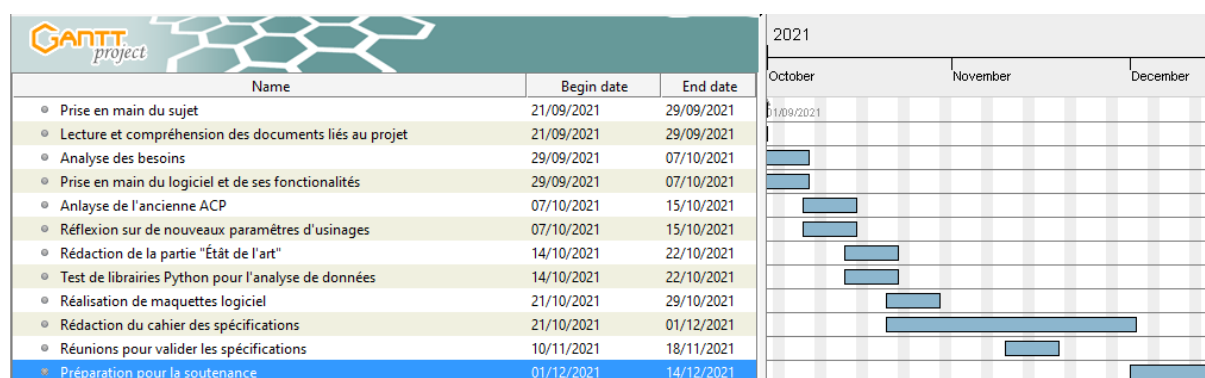 GANTT project
2021
October November December
Name Begin date End date
01/09/2021
Prise en main du sujet 21/09/2021 29/09/2021
Lecture et compréhension des documents liés au projet 21/09/2021 29/09/2021
Analyse des besoins 29/09/2021 07/10/2021
Prise en main du logiciel et de ses fonctionalités 29/09/2021 07/10/2021
Anlayse de l'ancienne ACP 07/10/2021 15/10/2021
Réflexion sur de nouveaux paramêtres d'usinages 07/10/2021 15/10/2021
Rédaction de la partie "Étât de l'art" 14/10/2021 22/10/2021
Test de librairies Python pour l'analyse de données 14/10/2021 22/10/2021
Réalisation de maquettes logiciel 21/10/2021 29/10/2021
Rédaction du cahier des spécifications 21/10/2021 01/12/2021
Réunions pour valider les spécifications 10/11/2021 18/11/2021
Préparation pour la soutenance 01/12/2021 14/12/2021